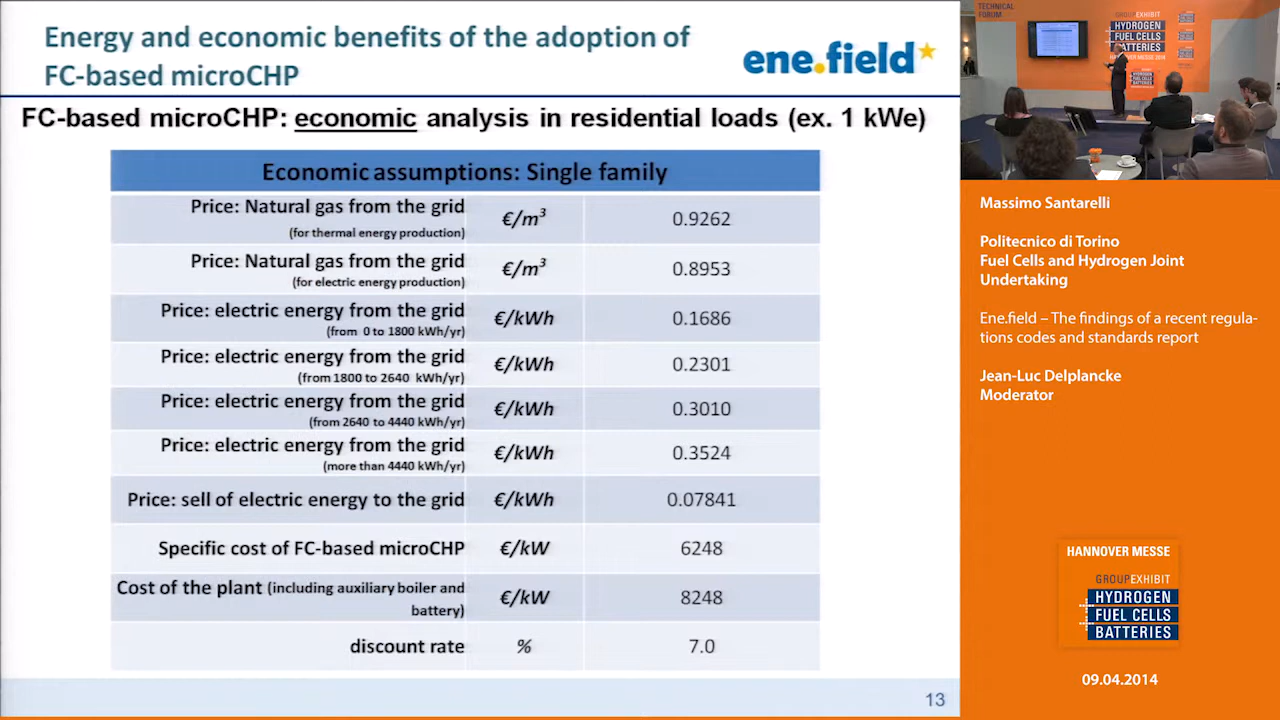 Energy and economic benefits of the adoption of
FC-based microCHP
ene.field
FC-based microCHP: economic analysis in residential loads (ex. 1 kWe)
Economic assumptions: Single family
Price: Natural gas from the grid
(for thermal energy production)
€/m³
0.9262
Price: Natural gas from the grid
(for electric energy production)
€/m³
0.8953
Price: electric energy from the grid
(from 0 to 1800 kWh/yr)
€/kWh
0.1686
Price: electric energy from the grid
(from 1800 to 2640 kWh/yr)
€/kWh
0.2301
Price: electric energy from the grid
(from 2640 to 4440 kWh/yr)
€/kWh
0.3010
Price: electric energy from the grid
(more than 4440 kWh/yr)
€/kWh
0.3524
Price: sell of electric energy to the grid
€/kWh
0.07841
Specific cost of FC-based microCHP
€/kW
6248
Cost of the plant (including auxiliary boiler and
battery)
€/kW
8248
discount rate
%
7.0
13
TECHNICAL
FORUM
GROUP EXHIBIT
HYDROGEN
FUEL CELLS
BATTERIES
HANNOVER MESSE 2014
Massimo Santarelli
Politecnico di Torino
Fuel Cells and Hydrogen Joint
Undertaking
Ene.field – The findings of a recent regula-
tions codes and standards report
Jean-Luc Delplancke
Moderator
HANNOVER MESSE
GROUPEXHIBIT
HYDROGEN
FUEL CELLS
BATTERIES
09.04.2014